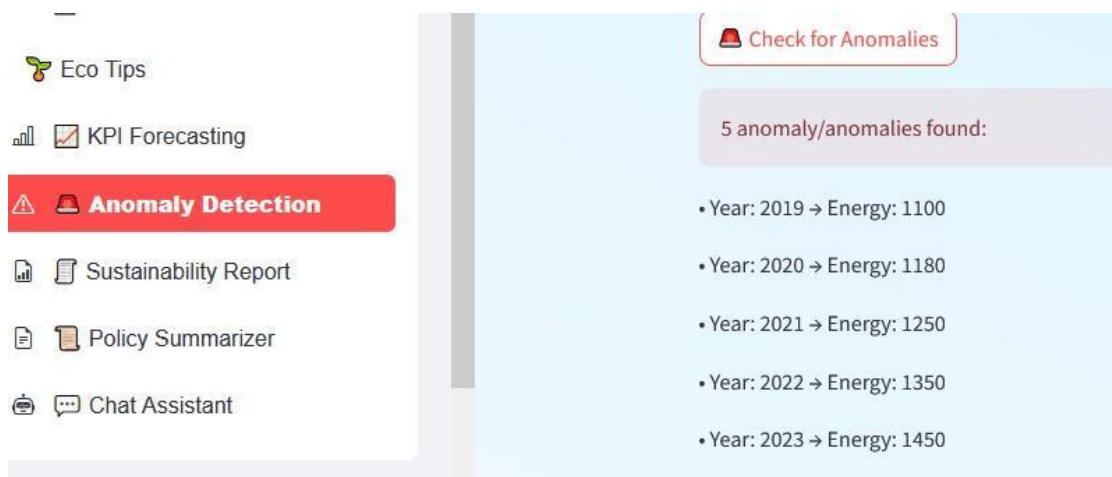 Eco Tips
KPI Forecasting
Anomaly Detection
Sustainability Report
Policy Summarizer
Chat Assistant
Check for Anomalies
5 anomaly/anomalies found:
• Year: 2019 → Energy: 1100
• Year: 2020 → Energy: 1180
• Year: 2021 → Energy: 1250
• Year: 2022 → Energy: 1350
• Year: 2023 → Energy: 1450